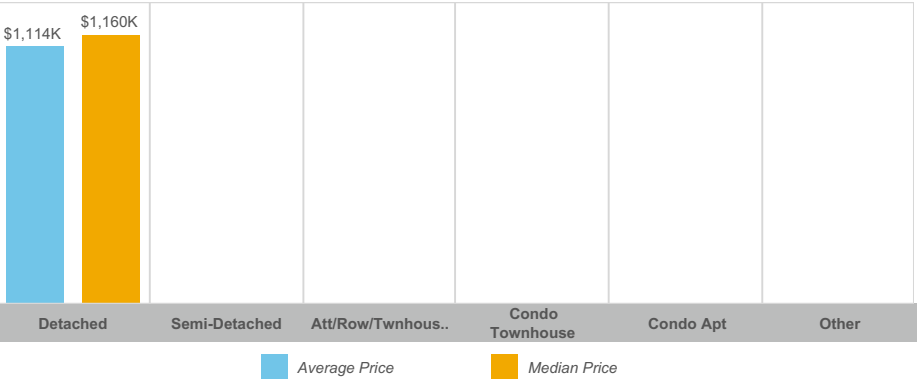 $1,114K
$1,160K
Detached
Semi-Detached
Att/Row/Twnhous..
Condo
Townhouse
Condo Apt
Other
Average Price
Median Price